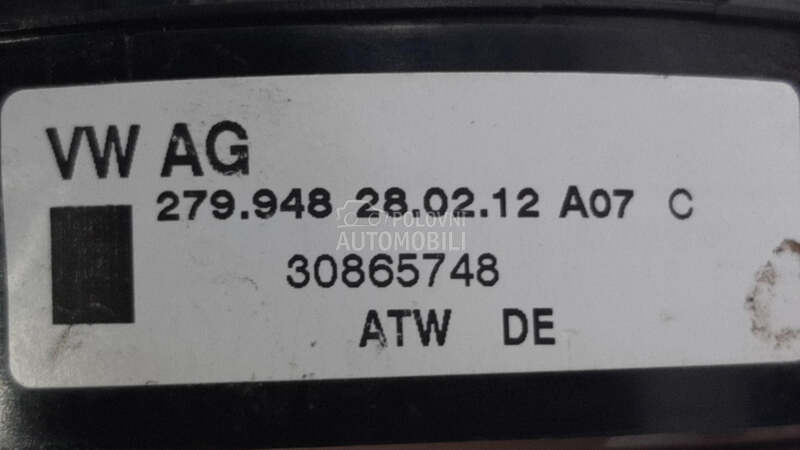 VW AG
279.948 28.02.12 A07 C
POLOVNI
AUTOMOBILI
30865748
ATW DE